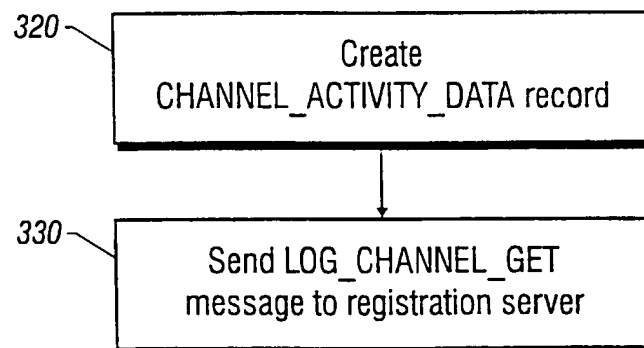 320
Create
CHANNEL_ACTIVITY_DATA record
330
Send LOG_CHANNEL_GET
message to registration server